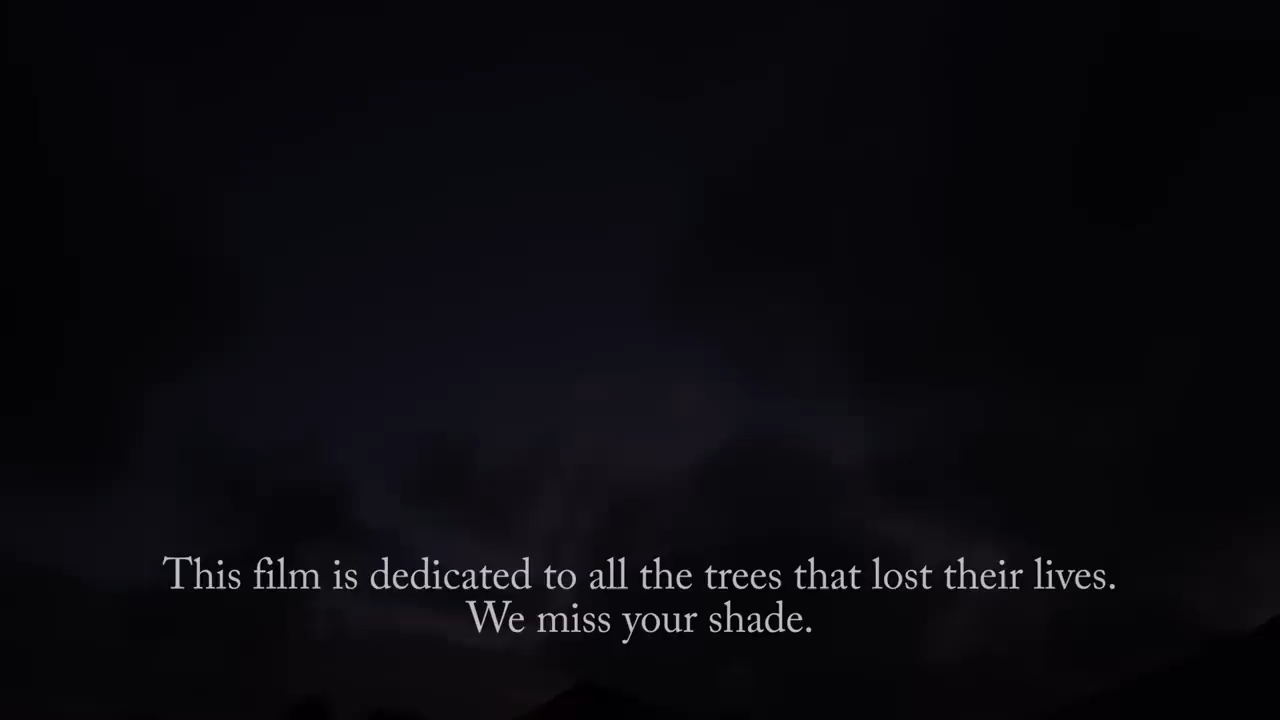 This film is dedicated to all the trees that lost their lives.
We miss your shade.